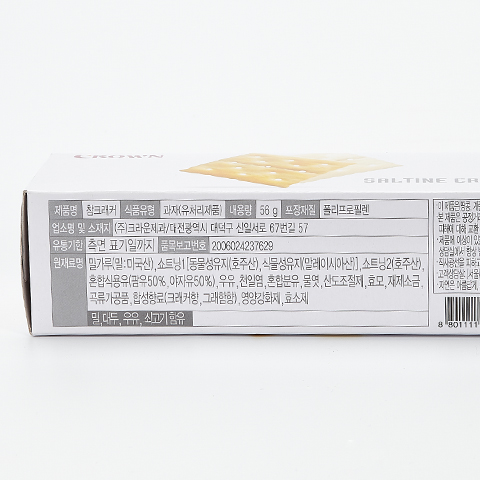 CROWN
SALTINE
제품명 참크래커 식품유형 과자(유처리제품) 내용량 56 g 포장재질 폴리프로필렌
업소명 및 소재지 (주)크라운제과/대전광역시 대덕구 신일서로 67번길 57
유통기한 측면 표기일까지 품목보고번호 2006024237629
원재료명 밀가루(밀:미국산), 쇼트닝1[동물성유지(호주산), 식물성유지(말레이시아산)], 쇼트닝2(호주산),
혼합식용유(팜유50%, 야자유50%), 우유, 천일염, 혼합분유, 물엿, 산도조절제, 효모, 재제소금,
곡류가공품, 합성향료(크래커향, 그래함향), 영양강화제, 효소제
밀, 대두, 우유, 쇠고기 함유
8 801111